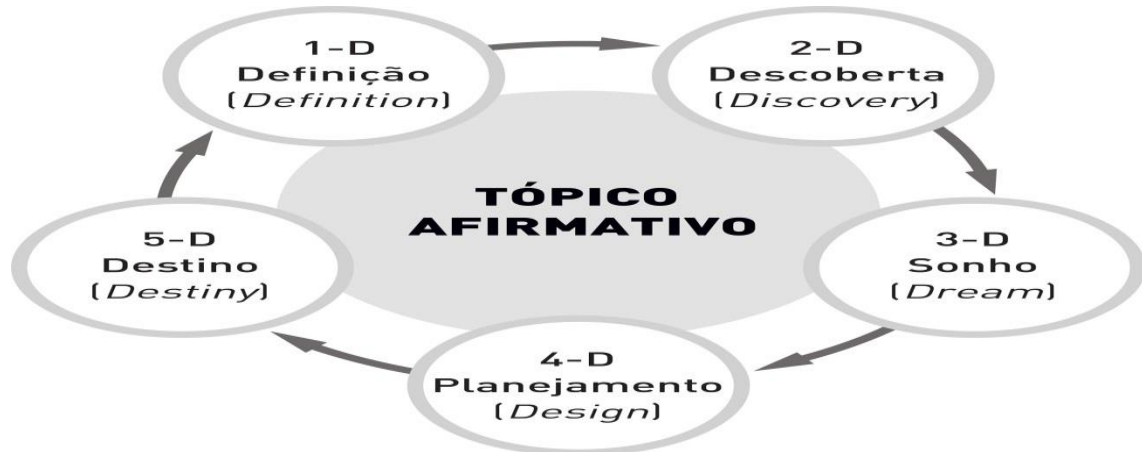 1-D
Definição
(Definition)
2-D
Descoberta
(Discovery)
TÓPICO
AFIRMATIVO
3-D
Sonho
(Dream)
4-D
Planejamento
(Design)
5-D
Destino
(Destiny)